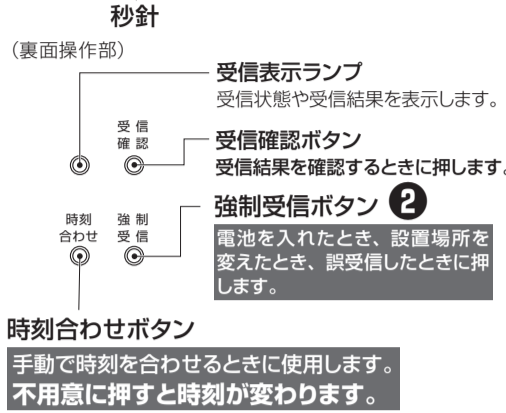 秒針
（裏面操作部）
受信表示ランプ
受信状態や受信結果を表示します。
受信
確認
受信確認ボタン
受信結果を確認するときに押します。
強制受信ボタン ❷
電池を入れたとき、設置場所を
変えたとき、誤受信したときに押
します。
時刻
合わせ
強制
受信
時刻合わせボタン
手動で時刻を合わせるときに使用します。
不用意に押すと時刻が変わります。